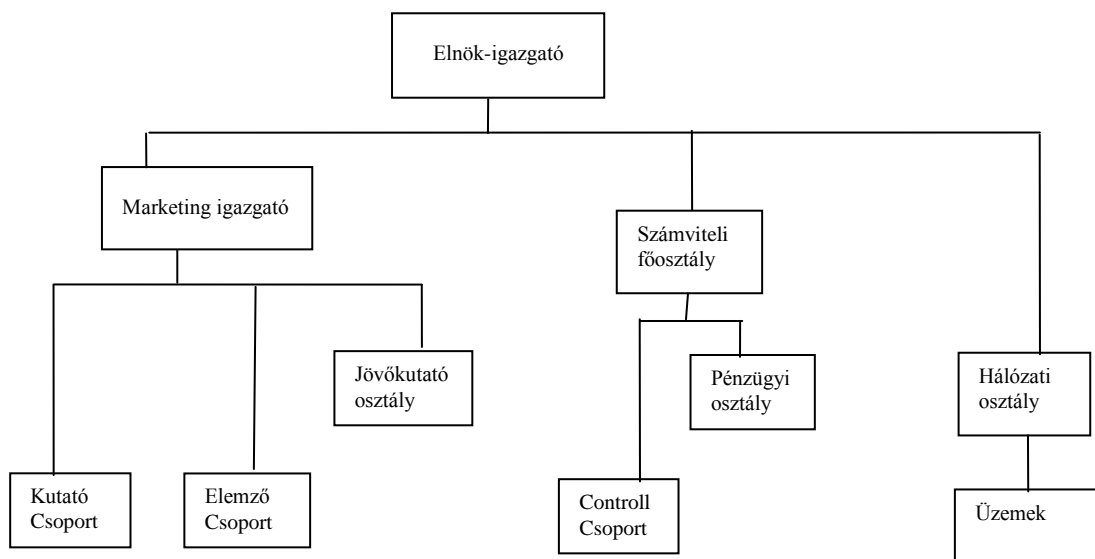 Elnök-igazgató
Marketing igazgató
Számviteli
főosztály
Jövőkutató
osztály
Pénzügyi
osztály
Hálózati
osztály
Kutató
Csoport
Elemző
Csoport
Controll
Csoport
Üzemek